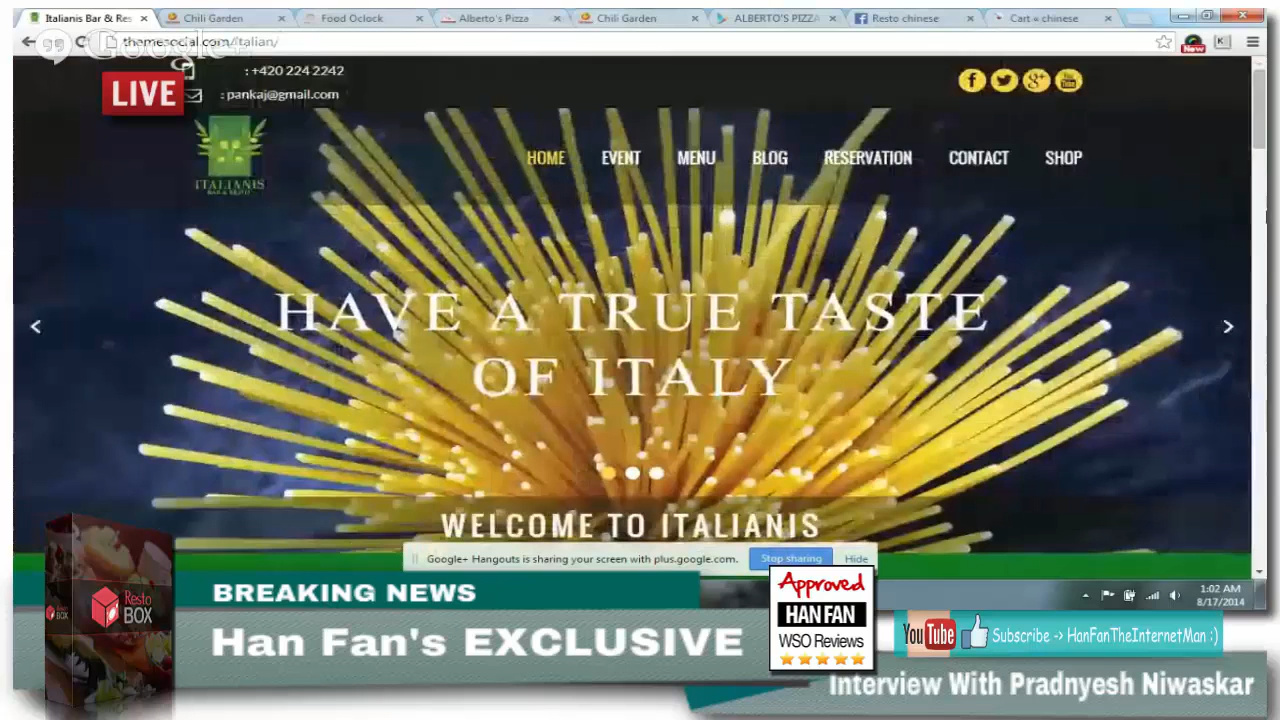 Italianis Bar & Res
Chili Garden
Food Oclock
Alberto's Pizza
Chili Garden
ALBERTO'S PIZZA
Resto chinese
Cart « chinese
Google+
themesocial.com/italian/
New
LIVE
: +420 224 2242
: pankaj@gmail.com
ITALIANIS
HOME
EVENT
MENU
BLOG
RESERVATION
CONTACT
SHOP
HAVE A TRUE TASTE
OF ITALY
WELCOME TO ITALIANIS
Google+ Hangouts is sharing your screen with plus.google.com.
Stop sharing
Hide
1:02 AM
8/17/2014
BREAKING NEWS
Han Fan's EXCLUSIVE
Resto
BOX
Approved
HAN FAN
WSO Reviews
YouTube
Subscribe -> HanFanTheInternetMan :)
Interview With Pradnyesh Niwaskar